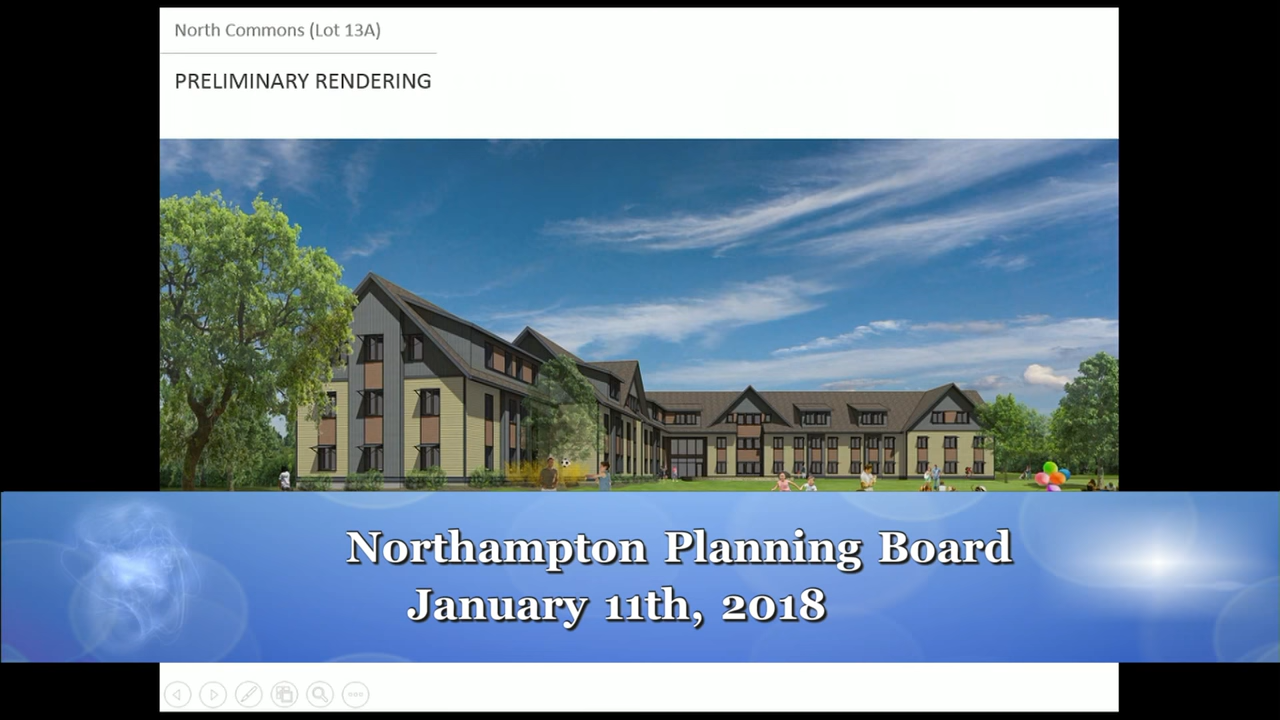 North Commons (Lot 13A)
PRELIMINARY RENDERING
Northampton Planning Board
January 11th, 2018